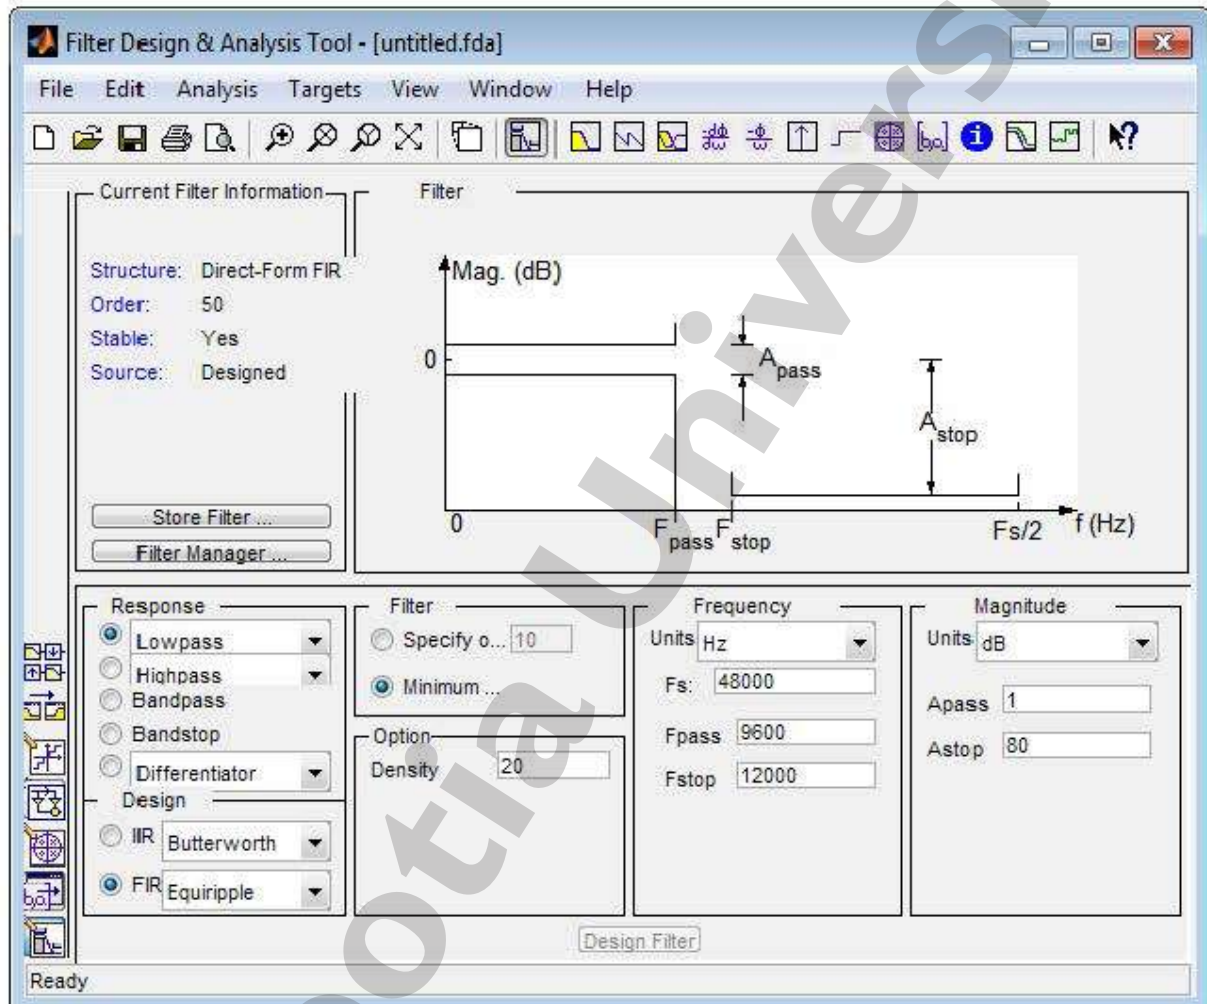 Filter Design & Analysis Tool - [untitled.fda]
File Edit Analysis Targets View Window Help
Current Filter Information
Structure: Direct-Form FIR
Order: 50
Stable: Yes
Source: Designed
Store Filter ...
Filter Manager ...
Filter
Mag. (dB)
0
Apass
Astop
0
Fpass
Fstop
Fs/2
f (Hz)
Response
Lowpass
Highpass
Bandpass
Bandstop
Differentiator
Design
IIR Butterworth
FIR Equiripple
Filter
Specify o... 10
Minimum ...
Option
Density 20
Frequency
Units Hz
Fs: 48000
Fpass 9600
Fstop 12000
Magnitude
Units dB
Apass 1
Astop 80
Design Filter
Ready
otia Univers